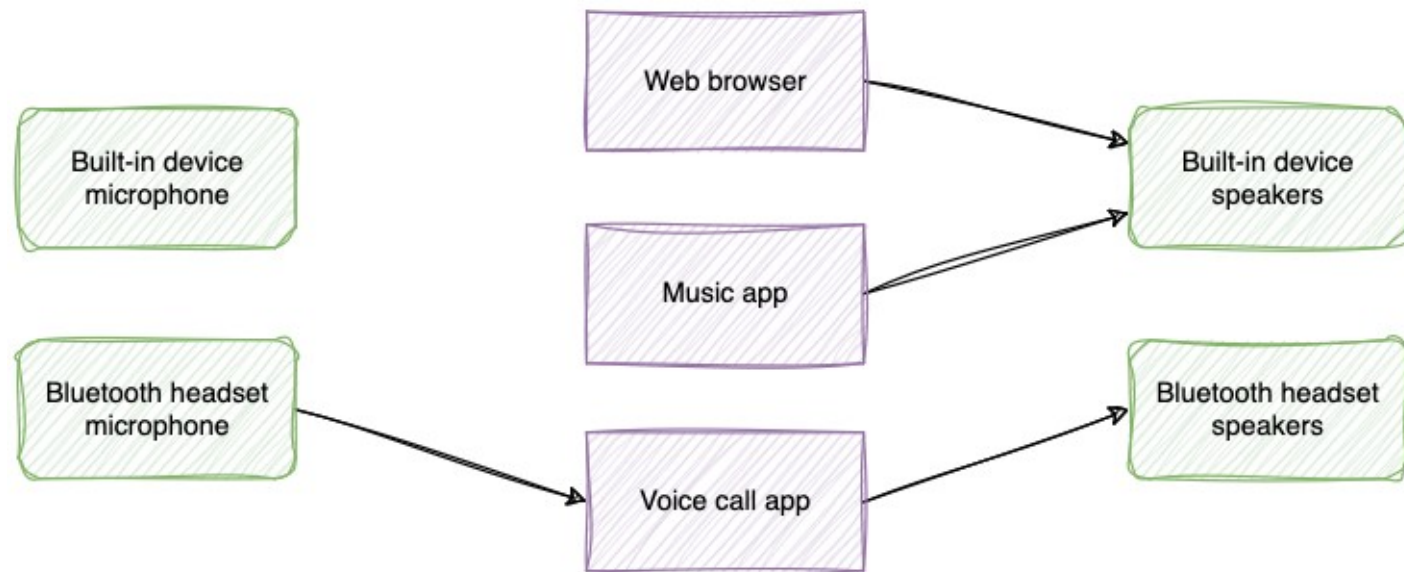 Web browser
Built-in device
microphone
Built-in device
speakers
Music app
Bluetooth headset
microphone
Bluetooth headset
speakers
Voice call app